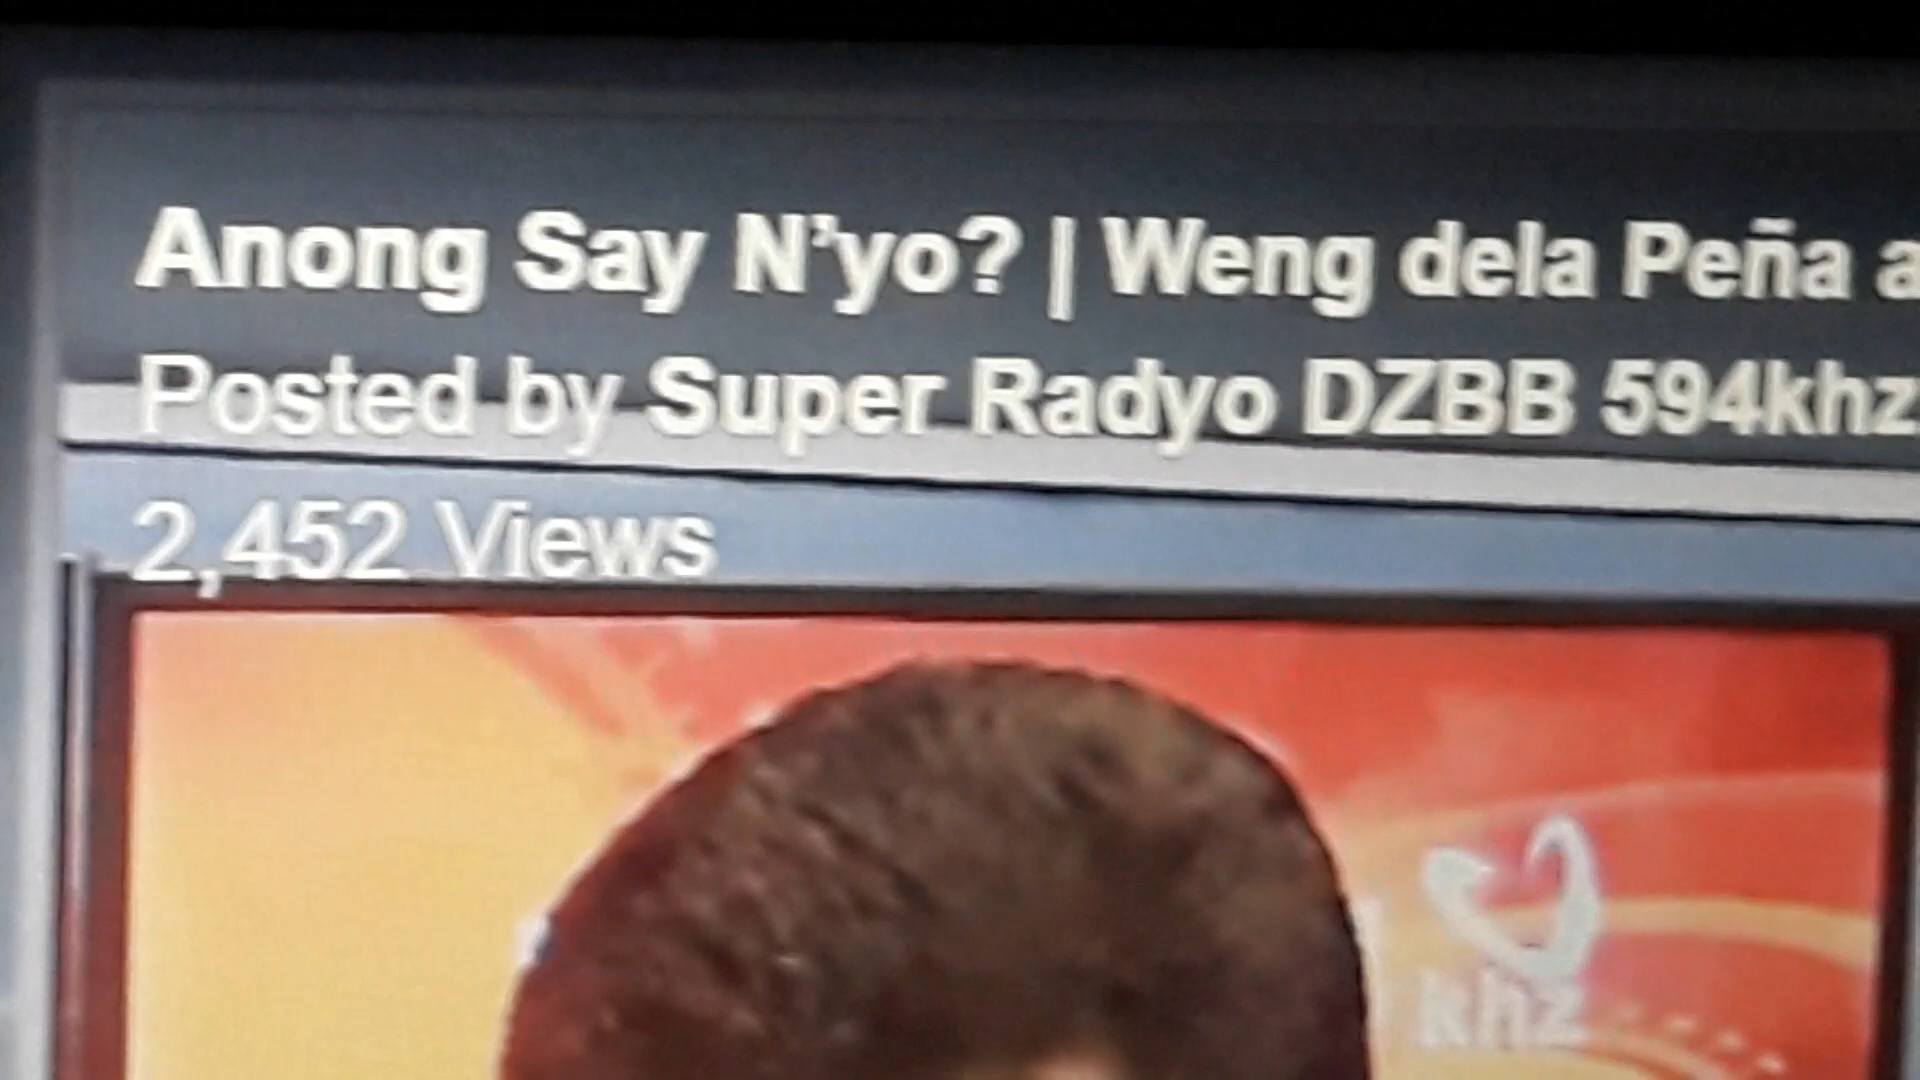 Anong Say N'yo? | Weng dela Peña a
Posted by Super Radyo DZBB 594khz
2,452 Views
khz